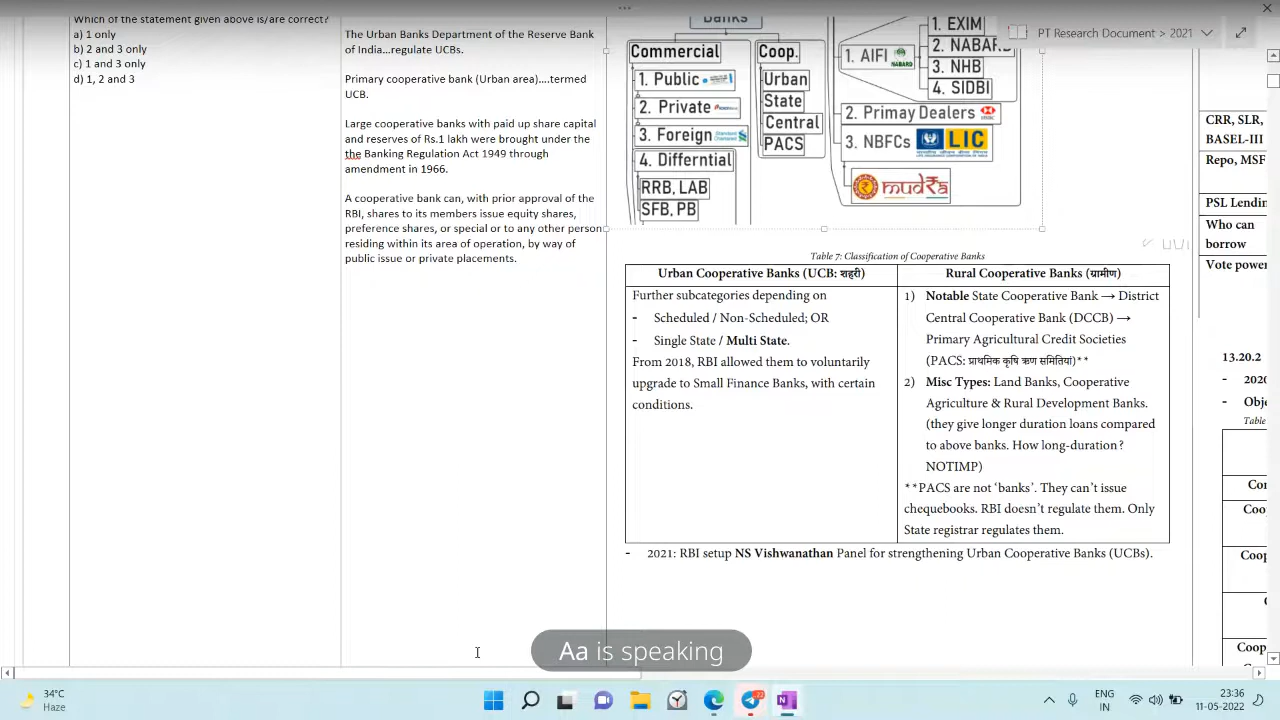 Which of the statement given above is/are correct?
a) 1 only
b) 2 and 3 only
c) 1 and 3 only
d) 1, 2 and 3
The Urban Banks Department of the Reserve Bank
of India…regulate UCBs.
Primary cooperative bank (Urban area)….termed
UCB.
Large cooperative banks with paid up share capital
and reserves of Rs.1 lakh were brought under the
the Banking Regulation Act 1949 through
amendment in 1966.
A cooperative bank can, with prior approval of the
RBI, shares to its members issue equity shares,
preference shares, or special or to any other person
residing within its area of operation, by way of
public issue or private placements.
Banks
Commercial
1. Public
2. Private
3. Foreign
4. Differntial
RRB, LAB
SFB, PB
Coop.
Urban
State
Central
PACS
1. AIFI
NABARD
1. EXIM
2. NABARD
3. NHB
4. SIDBI
2. Primay Dealers
3. NBFCs
LIC
mudRa
PT Research Document > 2021
Table 7: Classification of Cooperative Banks
Urban Cooperative Banks (UCB: शहरी)
Further subcategories depending on
- Scheduled / Non-Scheduled; OR
- Single State / Multi State.
From 2018, RBI allowed them to voluntarily
upgrade to Small Finance Banks, with certain
conditions.
Rural Cooperative Banks (ग्रामीण)
1) Notable State Cooperative Bank → District
Central Cooperative Bank (DCCB) →
Primary Agricultural Credit Societies
(PACS: प्राथमिक कृषि ऋण समितियां)**
2) Misc Types: Land Banks, Cooperative
Agriculture & Rural Development Banks.
(they give longer duration loans compared
to above banks. How long-duration?
NOTIMP)
**PACS are not ‘banks’. They can’t issue
chequebooks. RBI doesn’t regulate them. Only
State registrar regulates them.
- 2021: RBI setup NS Vishwanathan Panel for strengthening Urban Cooperative Banks (UCBs).
CRR, SLR,
BASEL-III
Repo, MSF
PSL Lendin
Who can
borrow
Vote power
13.20.2
- 2020
- Obje
Table
Con
Coo
Coop
C
Coop
Aa is speaking
34°C
Haze
ENG
IN
23:36
11-05-2022